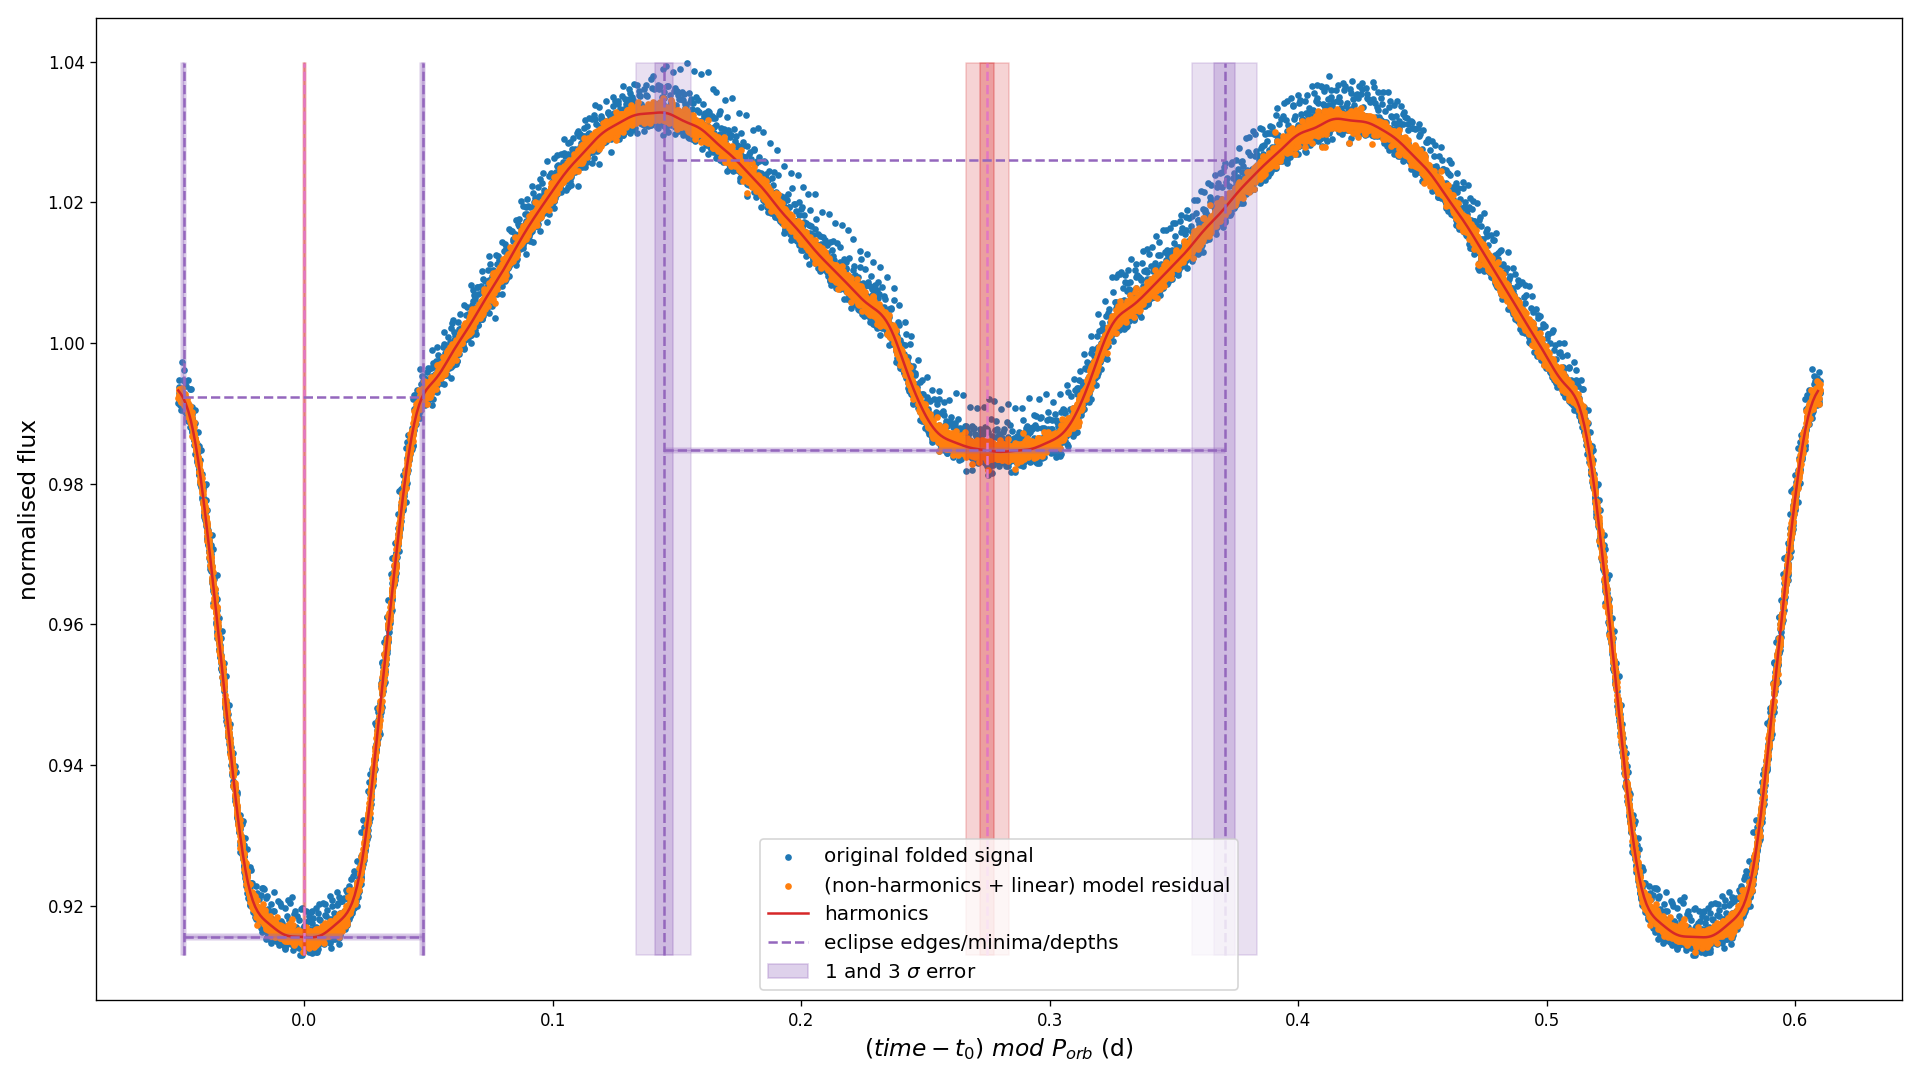 normalised flux
1.04
1.02
1.00
0.98
0.96
0.94
0.92
original folded signal
(non-harmonics + linear) model residual
harmonics
eclipse edges/minima/depths
1 and 3 σ error
0.0 0.1 0.2 0.3 0.4 0.5 0.6
(time − t₀) mod Pₒᵣb (d)